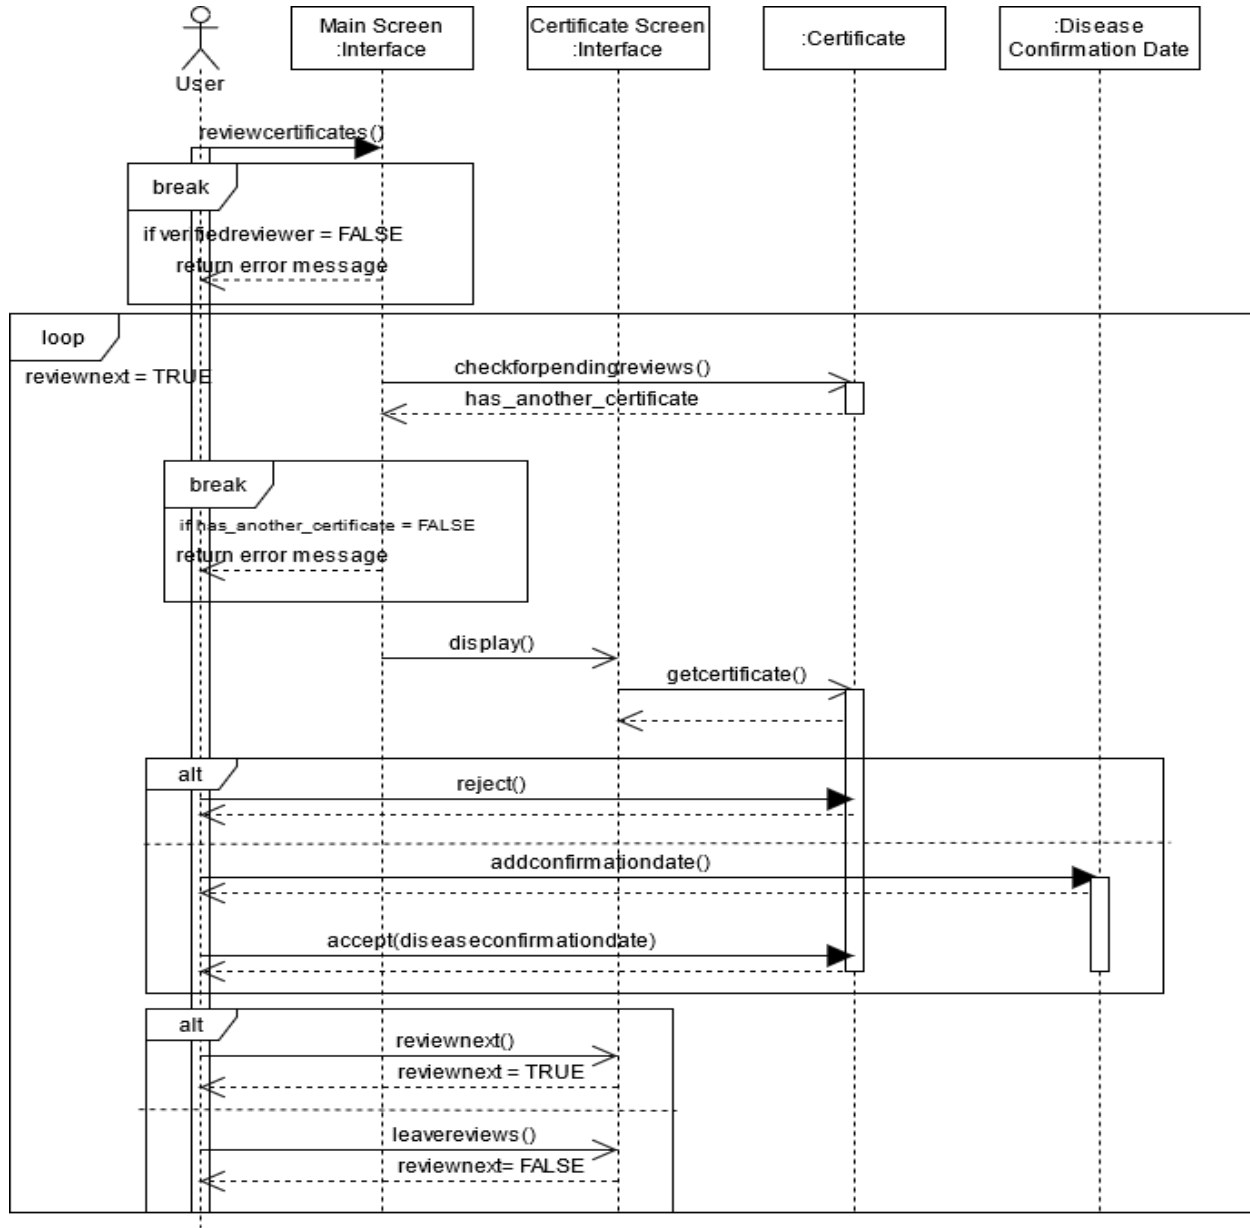 Main Screen
:Interface
Certificate Screen
:Interface
:Certificate
:Disease
Confirmation Date
User
reviewcertificates()
break
if verifiedreviewer = FALSE
return error message
loop
reviewnext = TRUE
checkforpendingreviews()
has_another_certificate
break
if has_another_certificate = FALSE
return error message
display()
getcertificate()
alt
reject()
addconfirmationdate()
accept(diseaseconfirmationdate)
alt
reviewnext()
reviewnext = TRUE
leavereviews()
reviewnext= FALSE